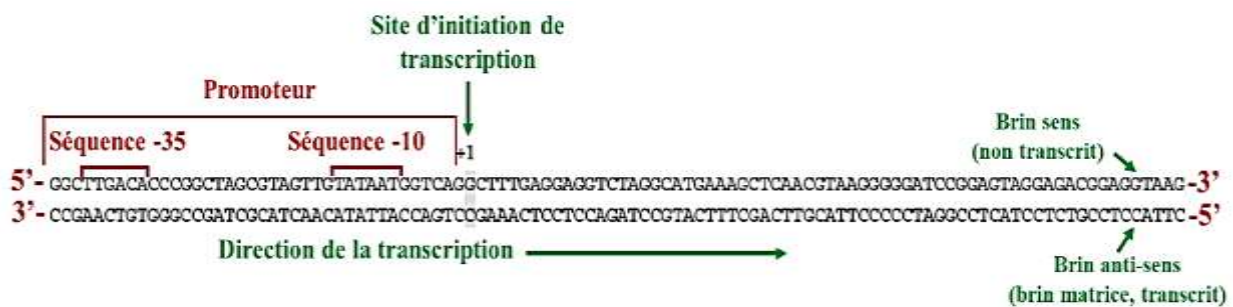 Site d'initiation de
transcription
Promoteur
Séquence -35
Séquence -10
+1
Brin sens
(non transcrit)
5'- GGCTTGACACCCGGCTAGCGTAGTTGTATAATGGTCAGGCTTTGAGGAGGTCTAGGCATGAAAGCTCAACGTAAGGGGGATCCGGAGTAGGAGACGGAGGTAAG-3'
3'- CCGAACTGTGGGCCGATCGCATCAACATATTACCAGTCCGAAACTCCTCCAGATCCGTACTTTCGACTTGCATTCCCCCTAGGCCTCATCCTCTGCCTCCATTC-5'
Direction de la transcription
Brin anti-sens
(brin matrice, transcrit)